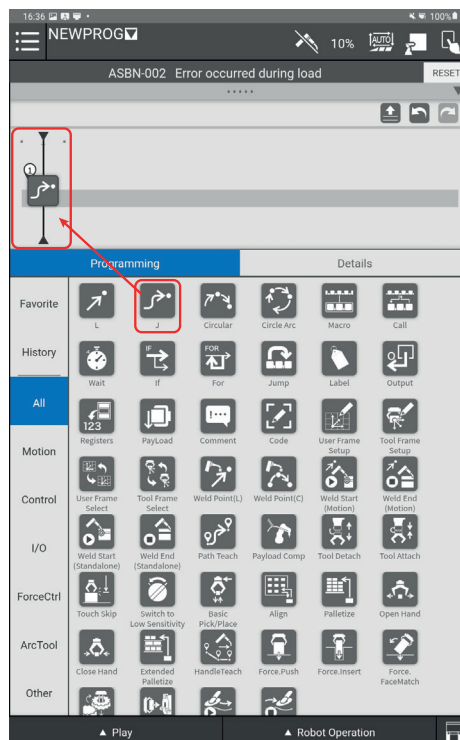 16:36
100%
NEWPROG
10%
AUTO
ASBN-002 Error occurred during load
RESET
1
Programming
Details
Favorite
History
All
Motion
Control
I/O
ForceCtrl
ArcTool
Other
L
J
Circular
Circle Arc
Macro
Call
IF
FOR
Wait
If
For
Jump
Label
Output
123
Registers
PayLoad
Comment
Code
User Frame
Setup
Tool Frame
Setup
User Frame
Select
Tool Frame
Select
Weld Point(L)
Weld Point(C)
Weld Start
(Motion)
Weld End
(Motion)
Weld Start
(Standalone)
Weld End
(Standalone)
Path Teach
Payload Comp
Tool Detach
Tool Attach
Touch Skip
Switch to
Low Sensitivity
Basic
Pick/Place
Align
Palletize
Open Hand
Close Hand
Extended
Palletize
HandleTeach
Force.Push
Force.Insert
Force.
FaceMatch
Play
Robot Operation